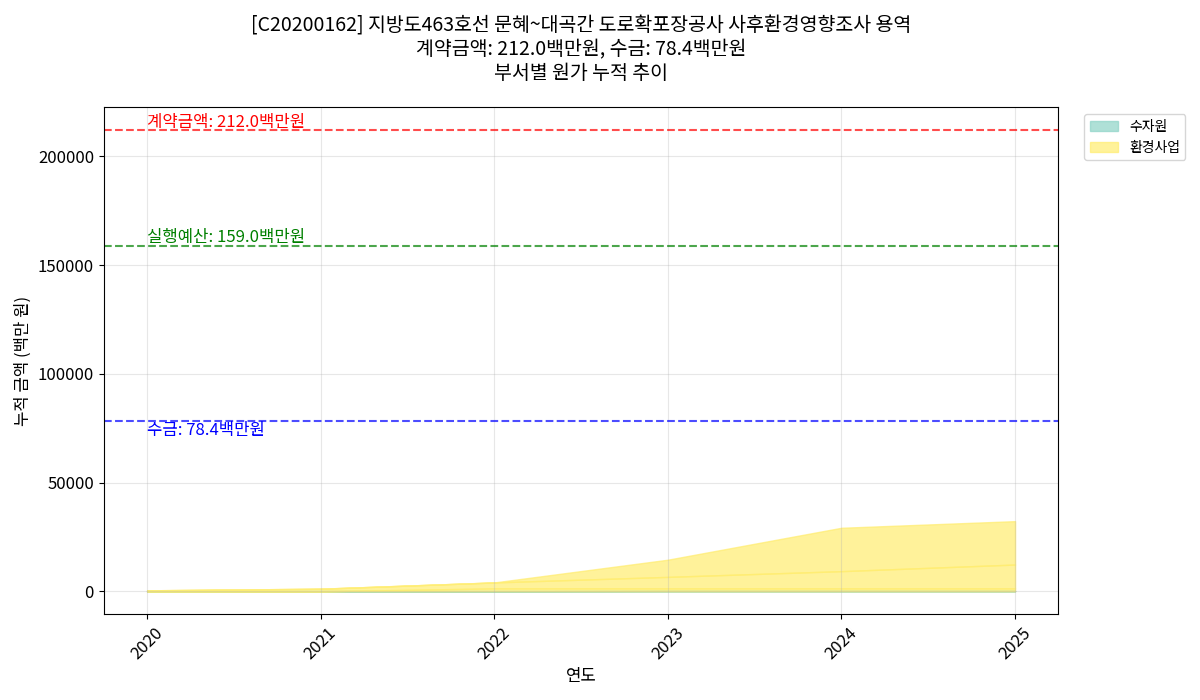 [C20200162] 지방도463호선 문혜~대곡간 도로확포장공사 사후환경영향조사 용역
계약금액: 212.0백만원, 수금: 78.4백만원
부서별 원가 누적 추이
계약금액: 212.0백만원
실행예산: 159.0백만원
수금: 78.4백만원
수자원
환경사업
누적 금액 (백만 원)
200000
150000
100000
50000
0
2020
2021
2022
2023
2024
2025
연도